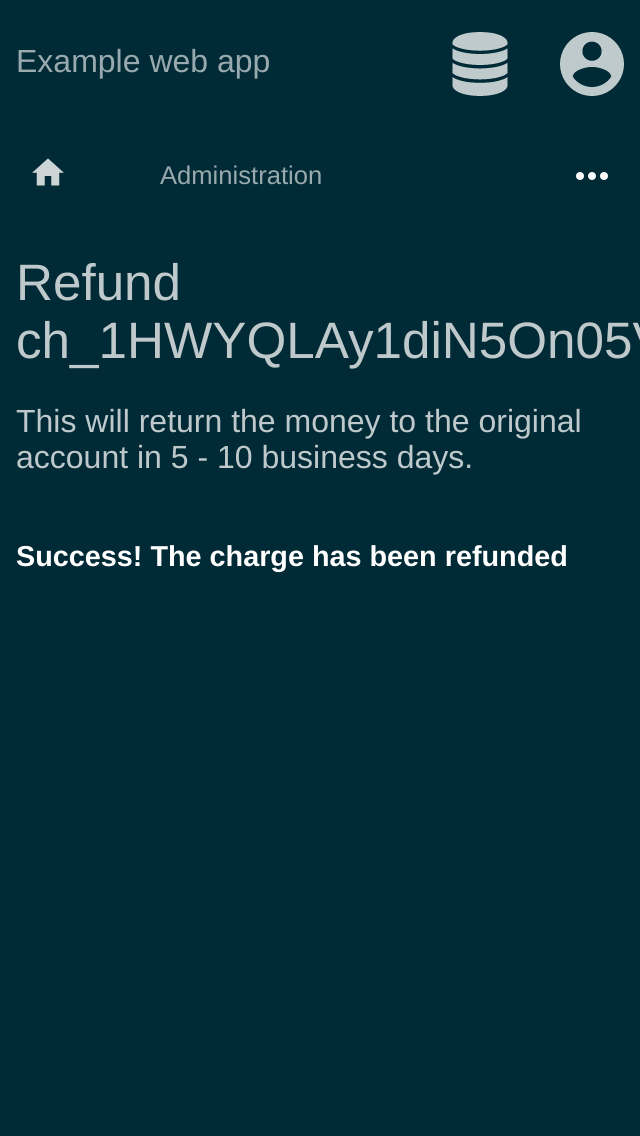 Example web app
Administration
Refund
ch_1HWYQLAy1diN5On05
This will return the money to the original
account in 5 - 10 business days.
Success! The charge has been refunded